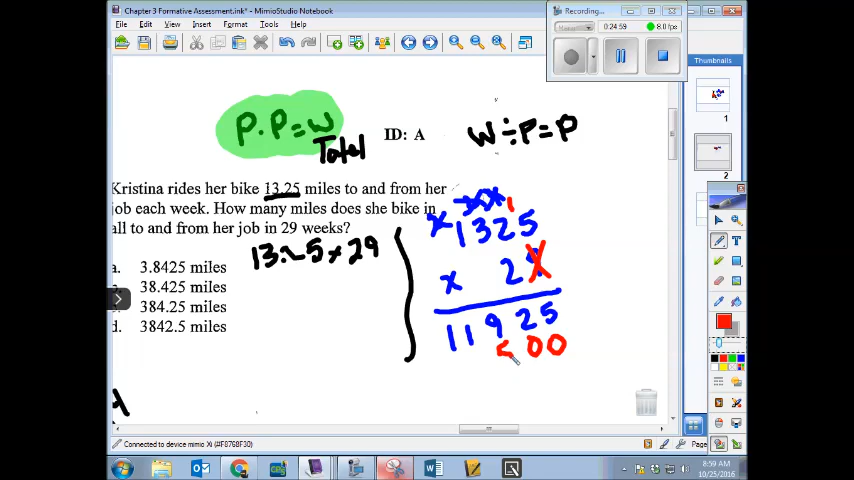 Chapter 3 Formative Assessment.ink* - MimioStudio Notebook
Recording...
File Edit View Insert Format Tools Help
0:24:59
8.0 fps
Thumbnails
1
2
P.P=W
Total
ID: A
W÷P=P
Kristina rides her bike 13.25 miles to and from her
job each week. How many miles does she bike in
all to and from her job in 29 weeks?
13.25 x 29
a. 3.8425 miles
38.425 miles
384.25 miles
d. 3842.5 miles
1
1325
x 29
11925
00
Connected to device mimio Xi (#F8768F30)
Page
8:59 AM
10/25/2016